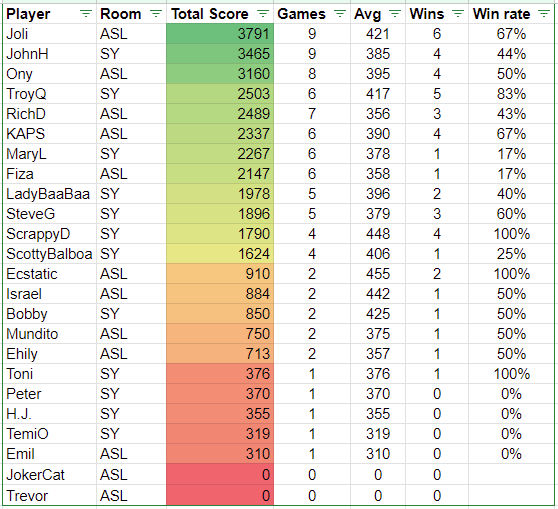 Player Room Total Score Games Avg Wins Win rate
Joli ASL 3791 9 421 6 67%
JohnH SY 3465 9 385 4 44%
Ony ASL 3160 8 395 4 50%
TroyQ SY 2503 6 417 5 83%
RichD ASL 2489 7 356 3 43%
KAPS ASL 2337 6 390 4 67%
MaryL SY 2267 6 378 1 17%
Fiza ASL 2147 6 358 1 17%
LadyBaaBaa SY 1978 5 396 2 40%
SteveG SY 1896 5 379 3 60%
ScrappyD SY 1790 4 448 4 100%
ScottyBalboa SY 1624 4 406 1 25%
Ecstatic ASL 910 2 455 2 100%
Israel ASL 884 2 442 1 50%
Bobby SY 850 2 425 1 50%
Mundito ASL 750 2 375 1 50%
Ehily ASL 713 2 357 1 50%
Toni SY 376 1 376 1 100%
Peter SY 370 1 370 0 0%
H.J. SY 355 1 355 0 0%
TemiO SY 319 1 319 0 0%
Emil ASL 310 1 310 0 0%
JokerCat ASL 0 0 0 0
Trevor ASL 0 0 0 0